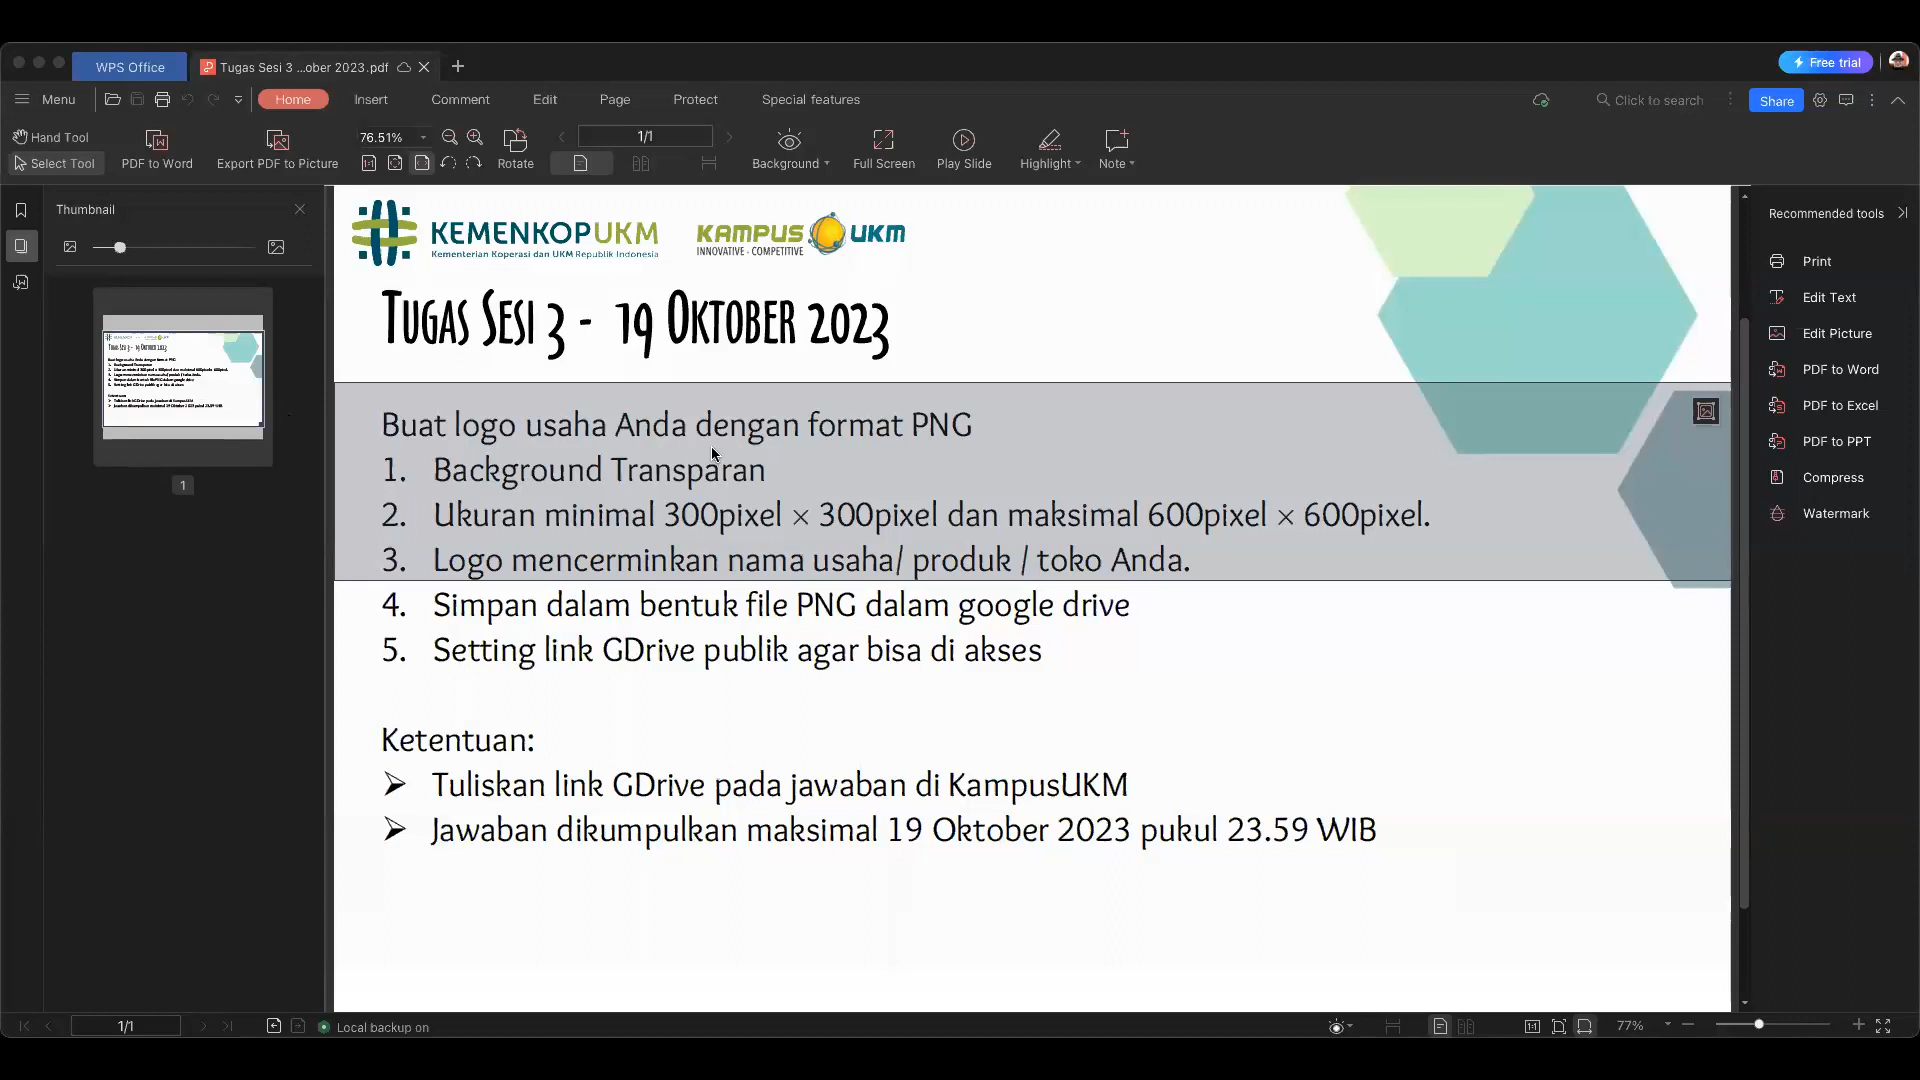 WPS Office
Tugas Sesi 3 ...ober 2023.pdf
Free trial
Menu
Home
Insert
Comment
Edit
Page
Protect
Special features
Click to search
Share
Hand Tool
Select Tool
PDF to Word
Export PDF to Picture
76.51%
Rotate
1/1
Background
Full Screen
Play Slide
Highlight
Note
Thumbnail
1
KEMENKOPUKM
Kementerian Koperasi dan UKM Republik Indonesia
KAMPUS UKM
INNOVATIVE - COMPETITIVE
TUGAS SESI 3 - 19 OKTOBER 2023
Buat logo usaha Anda dengan format PNG
1. Background Transparan
2. Ukuran minimal 300pixel × 300pixel dan maksimal 600pixel × 600pixel.
3. Logo mencerminkan nama usaha/ produk / toko Anda.
4. Simpan dalam bentuk file PNG dalam google drive
5. Setting link GDrive publik agar bisa di akses
Ketentuan:
➢ Tuliskan link GDrive pada jawaban di KampusUKM
➢ Jawaban dikumpulkan maksimal 19 Oktober 2023 pukul 23.59 WIB
Recommended tools
Print
Edit Text
Edit Picture
PDF to Word
PDF to Excel
PDF to PPT
Compress
Watermark
1/1
Local backup on
77%